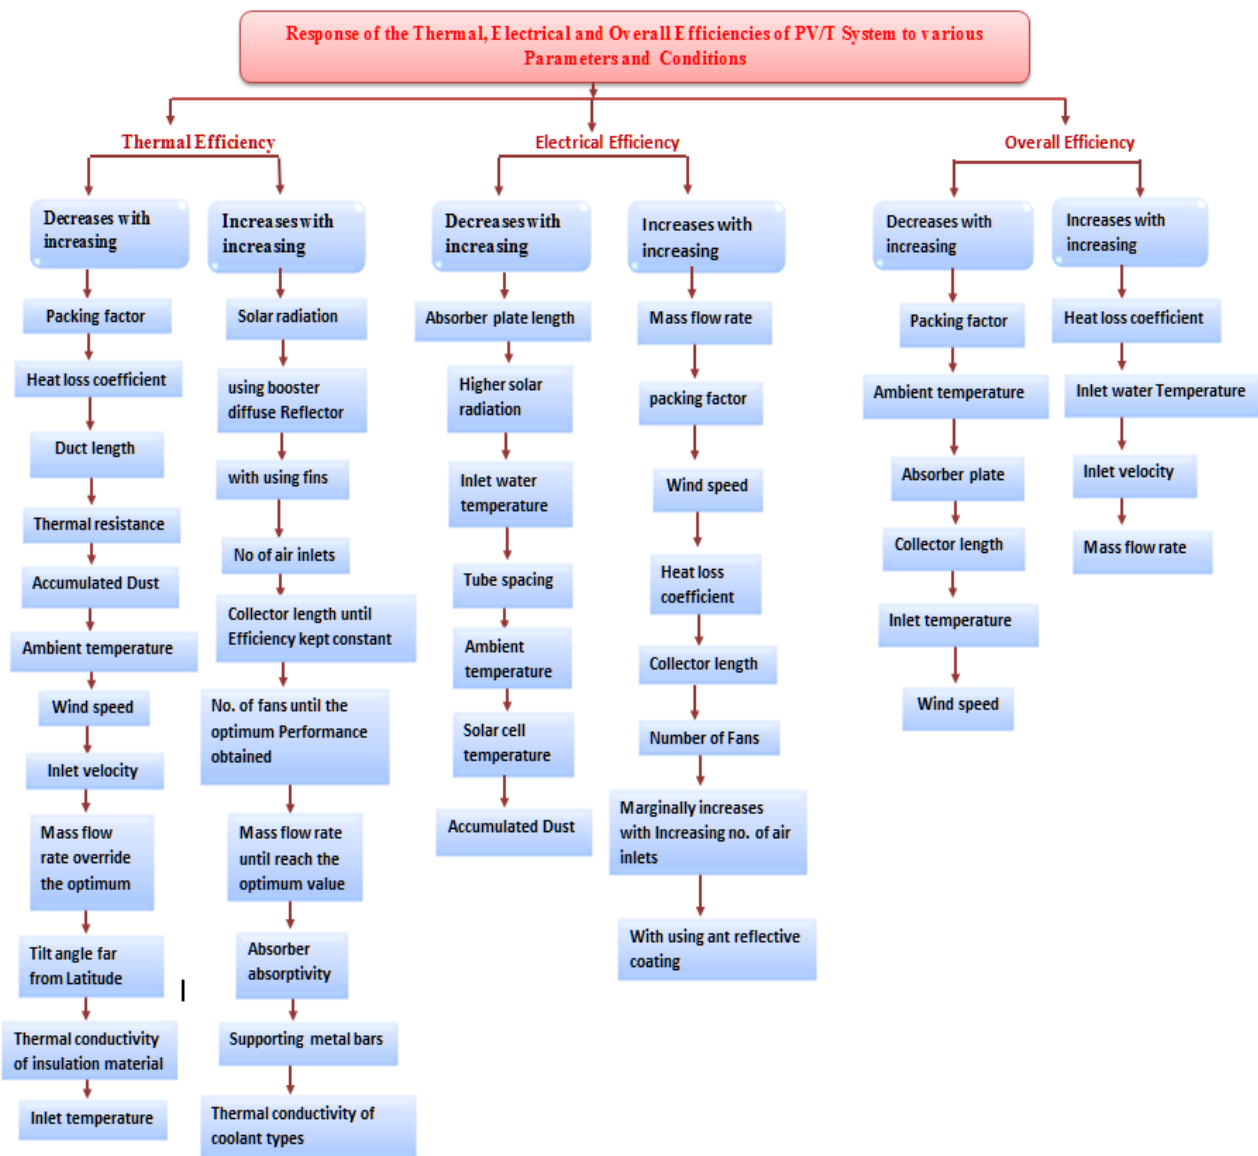 Response of the Thermal, Electrical and Overall Efficiencies of PV/T System to various
Parameters and Conditions
Thermal Efficiency
Decreases with
increasing
Packing factor
Heat loss coefficient
Duct length
Thermal resistance
Accumulated Dust
Ambient temperature
Wind speed
Inlet velocity
Mass flow
rate override
the optimum
Tilt angle far
from Latitude
Thermal conductivity
of insulation material
Inlet temperature
Increases with
increasing
Solar radiation
using booster
diffuse Reflector
with using fins
No of air inlets
Collector length until
Efficiency kept constant
No. of fans until the
optimum Performance
obtained
Mass flow rate
until reach the
optimum value
Absorber
absorptivity
Supporting metal bars
Thermal conductivity of
coolant types
Electrical Efficiency
Decreases with
increasing
Absorber plate length
Higher solar
radiation
Inlet water
temperature
Tube spacing
Ambient
temperature
Solar cell
temperature
Accumulated Dust
Increases with
increasing
Mass flow rate
packing factor
Wind speed
Heat loss
coefficient
Collector length
Number of Fans
Marginally increases
with Increasing no. of air
inlets
With using ant reflective
coating
Overall Efficiency
Decreases with
increasing
Packing factor
Ambient temperature
Absorber plate
Collector length
Inlet temperature
Wind speed
Increases with
increasing
Heat loss coefficient
Inlet water Temperature
Inlet velocity
Mass flow rate